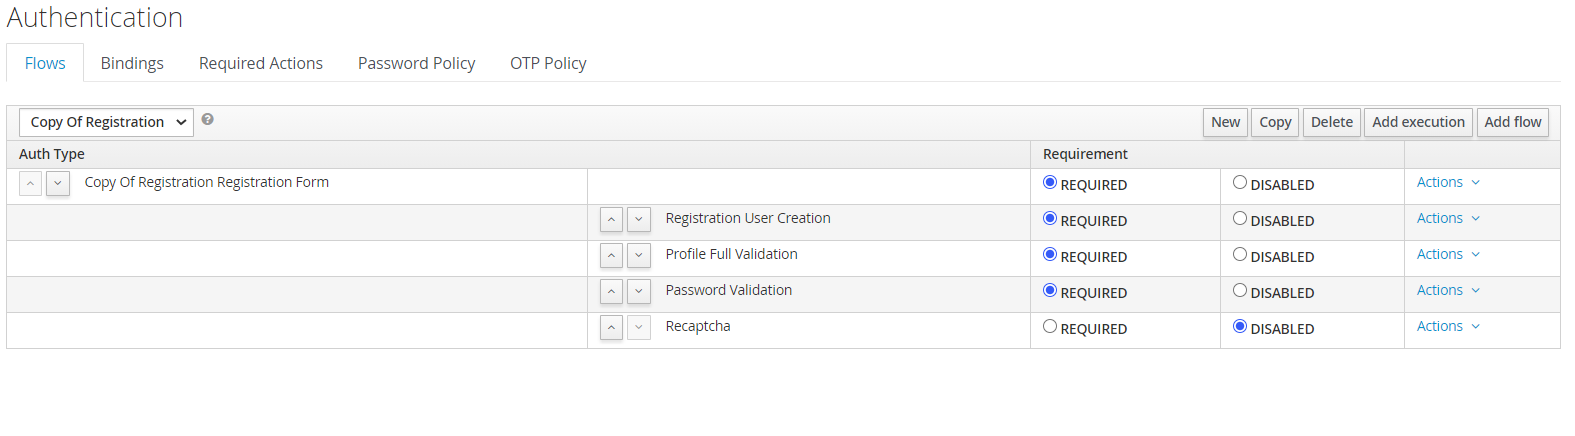 Authentication
Flows Bindings Required Actions Password Policy OTP Policy
Copy Of Registration ? New Copy Delete Add execution Add flow
Auth Type Requirement
Copy Of Registration Registration Form REQUIRED DISABLED Actions
Registration User Creation REQUIRED DISABLED Actions
Profile Full Validation REQUIRED DISABLED Actions
Password Validation REQUIRED DISABLED Actions
Recaptcha REQUIRED DISABLED Actions